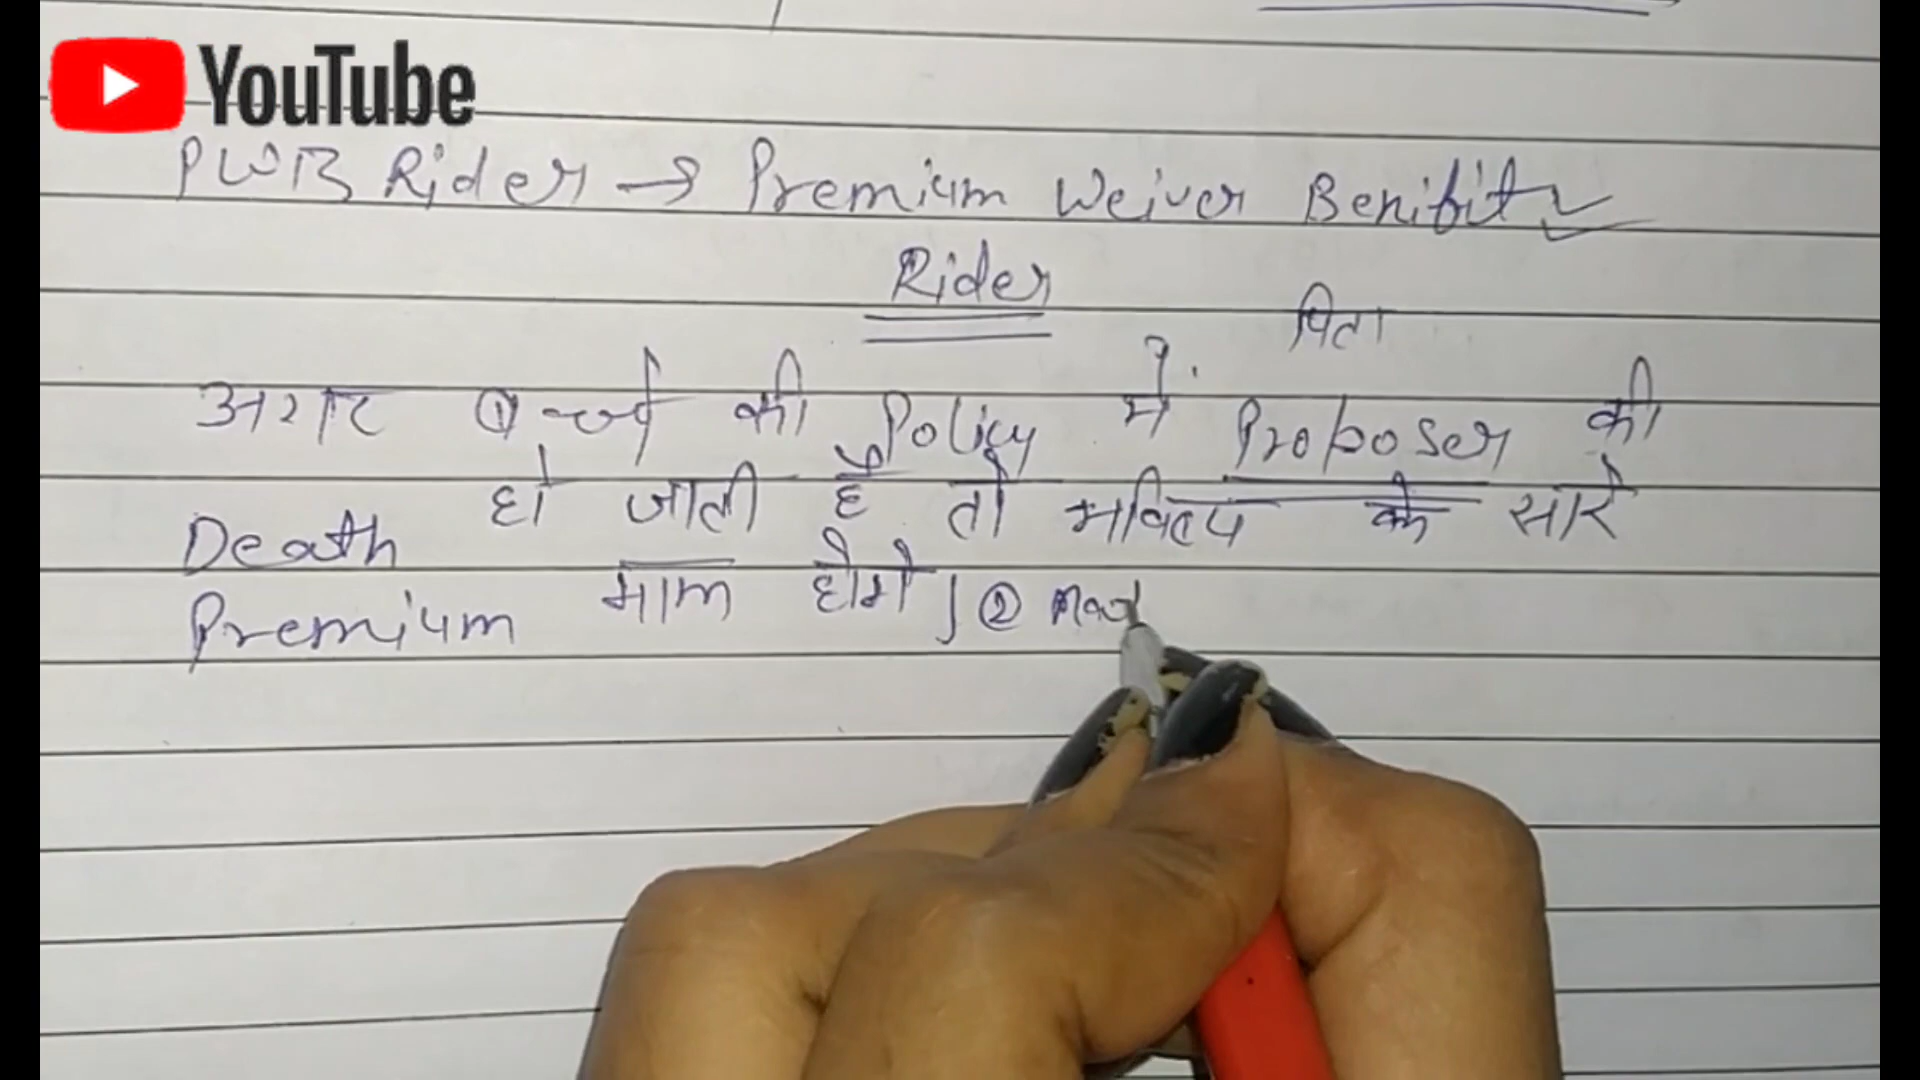 YouTube
PWB Rider → Premium Weiver Benifit
Rider
पिता
अगर ① बच्चे की Policy में Proposer की
Death हो जाती है तो भविष्य के सारे
Premium माफ होगे । ②